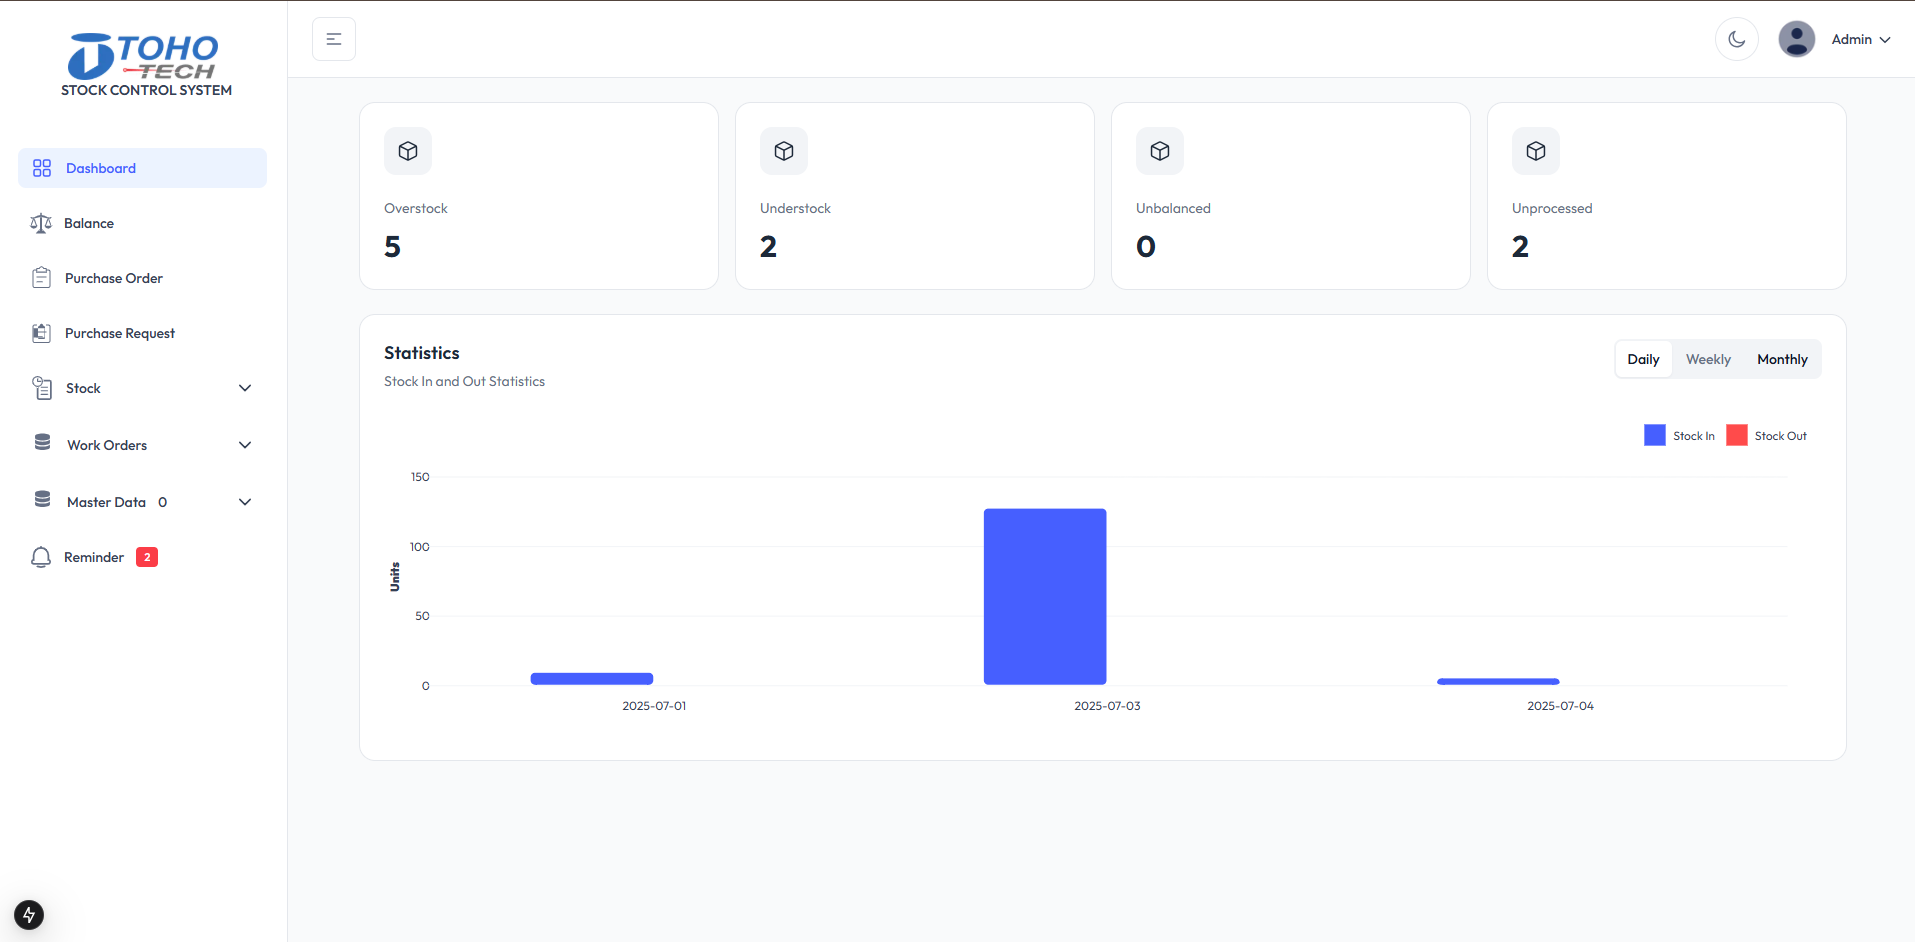 TOHO
TECH
STOCK CONTROL SYSTEM
Dashboard
Balance
Purchase Order
Purchase Request
Stock
Work Orders
Master Data 0
Reminder 2
Admin
Overstock
5
Understock
2
Unbalanced
0
Unprocessed
2
Statistics
Stock In and Out Statistics
Daily Weekly Monthly
Stock In Stock Out
Units
150
100
50
0
2025-07-01 2025-07-03 2025-07-04